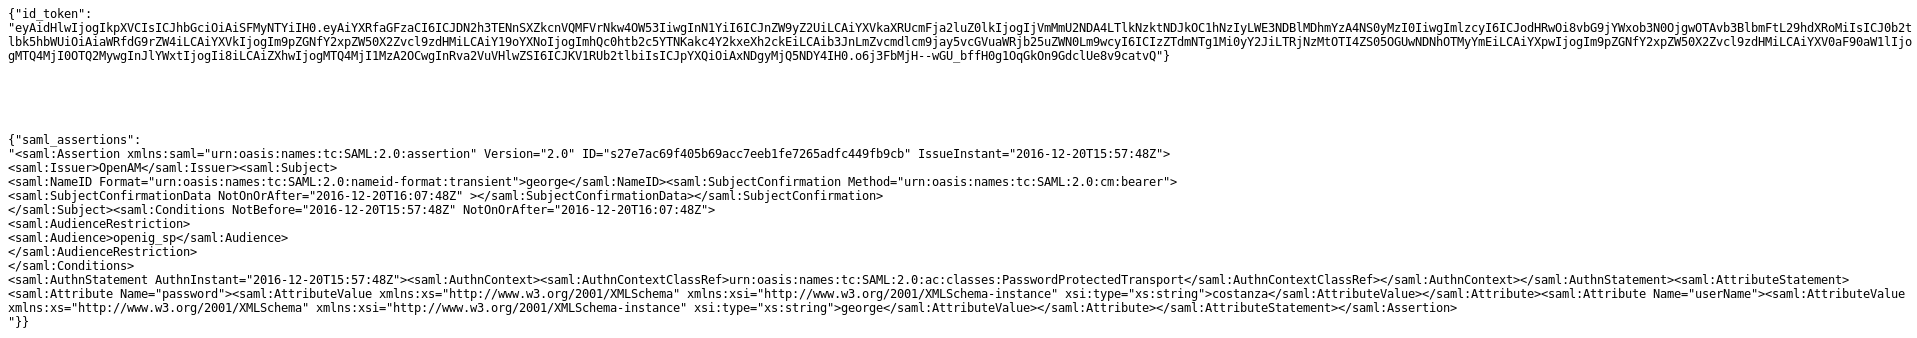 {"id_token":
"eyAidHlwIjogIkpXVCIsICJhbGciOiAiSFMyNTYiIH0.eyAiYXRfaGFzaCI6ICJDN2h3TENnSXZkcnVQMFVrNkw4OW53IiwgInN1YiI6ICJnZW9yZ2UiLCAiYXVkaXRUcmFja2luZ0lkIjogIjVmMmU2NDA4LTlkNzktNDJkOC1hNzIyLWE3NDBlMDhmYzA4NS0yMzI0IiwgImlzcyI6ICJodHRwOi8vbG9jYWxob3N0OjgwOTAvb3BlbmFtL29hdXRoMiIsICJ0b2t
lbk5hbWUiOiAiaWRfdG9rZW4iLCAiYXVkIjogIm9pZGNfY2xpZW50X2Zvcl9zdHMiLCAiY19oYXNoIjogImhQc0htb2c5YTNKakc4Y2kxeXh2ckEiLCAib3JnLmZvcmdlcm9jay5vcGVuaWRjb25uZWN0Lm9wcyI6ICIzZTdmNTg1Mi0yY2JiLTRjNzMtOTI4ZS05OGUwNDNhOTMyYmEiLCAiYXpwIjogIm9pZGNfY2xpZW50X2Zvcl9zdHMiLCAiYXV0aF90aW1lIjo
gMTQ4MjI0OTQ2MywgInJlYWxtIjogIi8iLCAiZXhwIjogMTQ4MjI1MzA2OCwgInRva2VuVHlwZSI6ICJKV1RUb2tlbiIsICJpYXQiOiAxNDgyMjQ5NDY4IH0.o6j3FbMjH--wGU_bffH0g1OqGkOn9GdclUe8v9catvQ"}
{"saml_assertions":
"<saml:Assertion xmlns:saml="urn:oasis:names:tc:SAML:2.0:assertion" Version="2.0" ID="s27e7ac69f405b69acc7eeb1fe7265adfc449fb9cb" IssueInstant="2016-12-20T15:57:48Z">
<saml:Issuer>OpenAM</saml:Issuer><saml:Subject>
<saml:NameID Format="urn:oasis:names:tc:SAML:2.0:nameid-format:transient">george</saml:NameID><saml:SubjectConfirmation Method="urn:oasis:names:tc:SAML:2.0:cm:bearer">
<saml:SubjectConfirmationData NotOnOrAfter="2016-12-20T16:07:48Z" ></saml:SubjectConfirmationData></saml:SubjectConfirmation>
</saml:Subject><saml:Conditions NotBefore="2016-12-20T15:57:48Z" NotOnOrAfter="2016-12-20T16:07:48Z">
<saml:AudienceRestriction>
<saml:Audience>openig_sp</saml:Audience>
</saml:AudienceRestriction>
</saml:Conditions>
<saml:AuthnStatement AuthnInstant="2016-12-20T15:57:48Z"><saml:AuthnContext><saml:AuthnContextClassRef>urn:oasis:names:tc:SAML:2.0:ac:classes:PasswordProtectedTransport</saml:AuthnContextClassRef></saml:AuthnContext></saml:AuthnStatement><saml:AttributeStatement>
<saml:Attribute Name="password"><saml:AttributeValue xmlns:xs="http://www.w3.org/2001/XMLSchema" xmlns:xsi="http://www.w3.org/2001/XMLSchema-instance" xsi:type="xs:string">costanza</saml:AttributeValue></saml:Attribute><saml:Attribute Name="userName"><saml:AttributeValue
xmlns:xs="http://www.w3.org/2001/XMLSchema" xmlns:xsi="http://www.w3.org/2001/XMLSchema-instance" xsi:type="xs:string">george</saml:AttributeValue></saml:Attribute></saml:AttributeStatement></saml:Assertion>
"}}